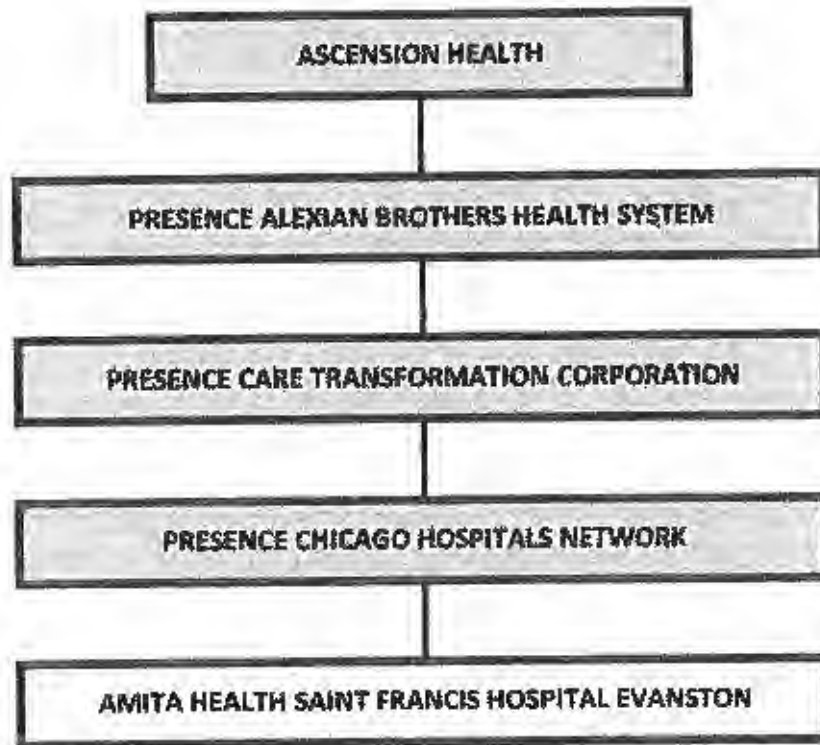 ASCENSION HEALTH
PRESENCE ALEXIAN BROTHERS HEALTH SYSTEM
PRESENCE CARE TRANSFORMATION CORPORATION
PRESENCE CHICAGO HOSPITALS NETWORK
AMITA HEALTH SAINT FRANCIS HOSPITAL EVANSTON